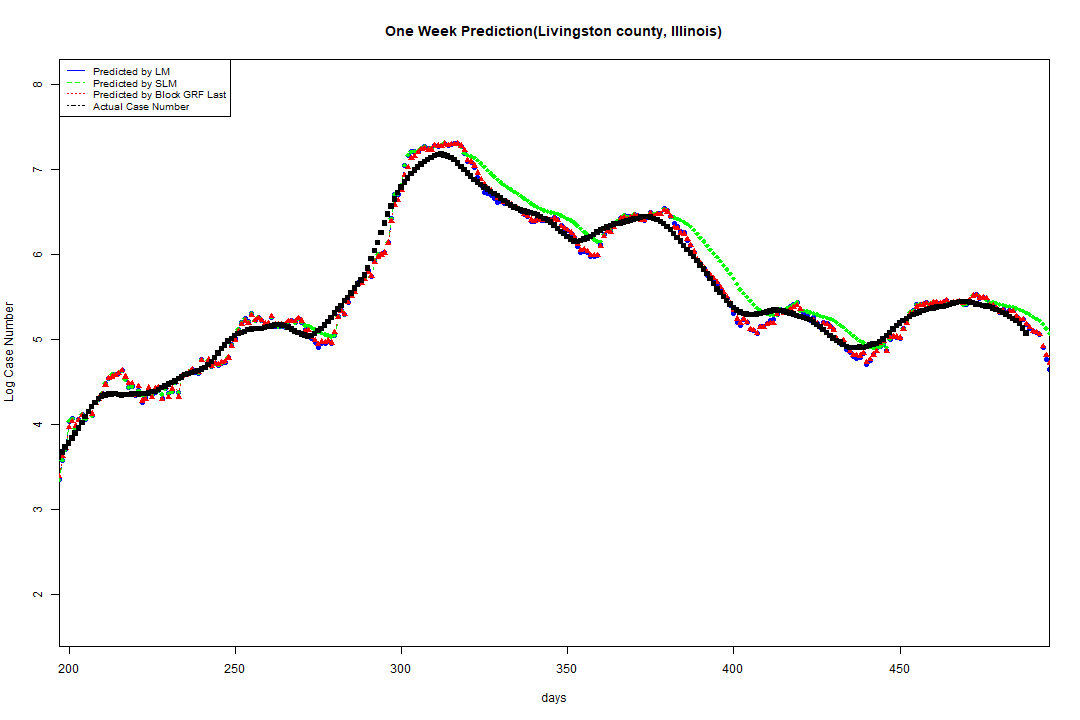 One Week Prediction(Livingston county, Illinois)
Predicted by LM
Predicted by SLM
Predicted by Block GRF Last
Actual Case Number
8
7
6
5
4
3
2
Log Case Number
200 250 300 350 400 450
days